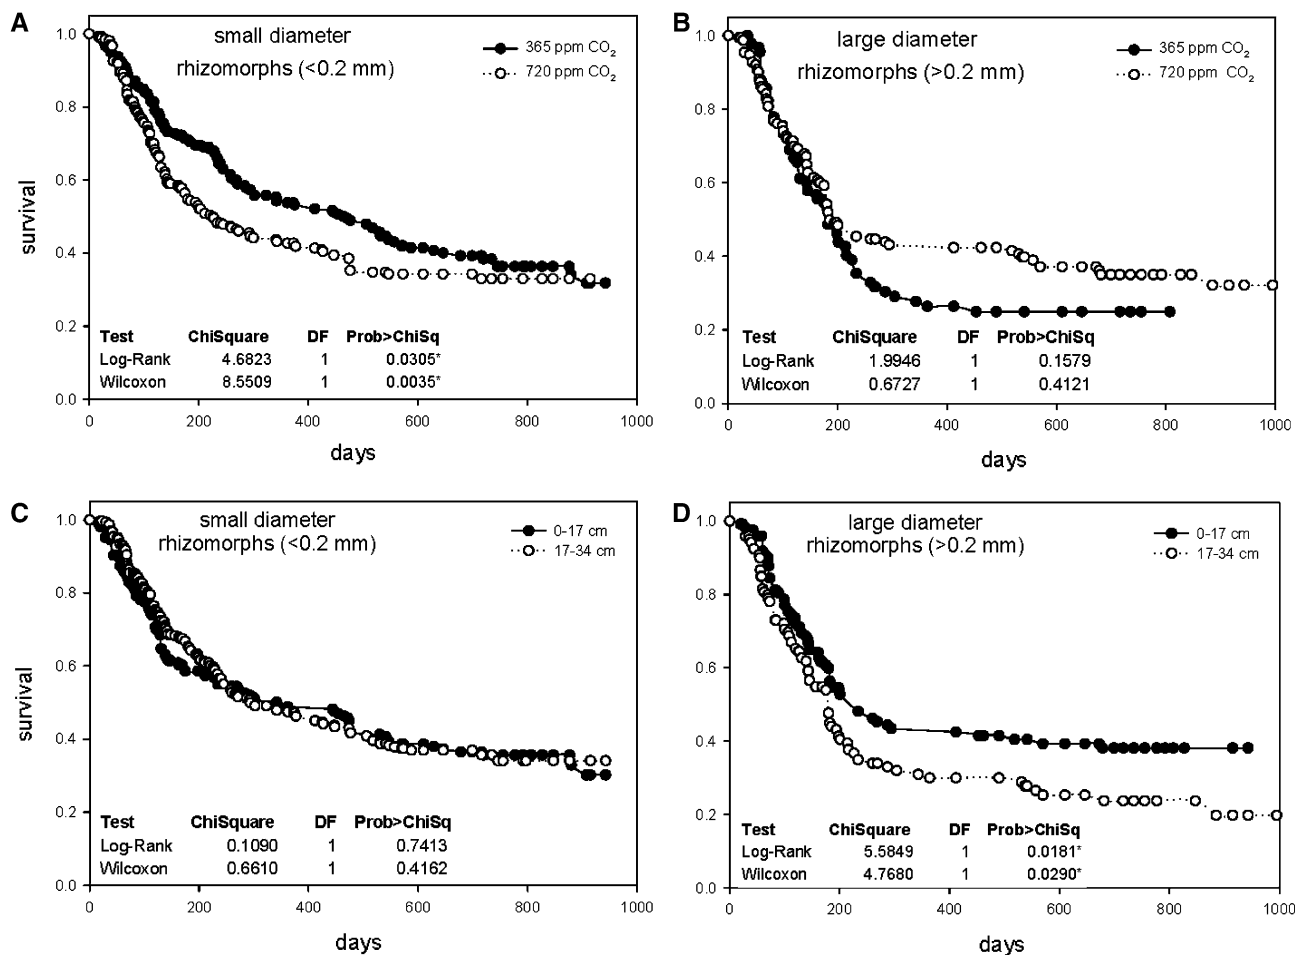 A
small diameter
rhizomorphs (<0.2 mm)
365 ppm CO₂
720 ppm CO₂
survival
1.0
0.8
0.6
0.4
0.2
0.0
Test ChiSquare DF Prob>ChiSq
Log-Rank 4.6823 1 0.0305*
Wilcoxon 8.5509 1 0.0035*
0 200 400 600 800 1000
days
B
large diameter
rhizomorphs (>0.2 mm)
365 ppm CO₂
720 ppm CO₂
1.0
0.8
0.6
0.4
0.2
0.0
Test ChiSquare DF Prob>ChiSq
Log-Rank 1.9946 1 0.1579
Wilcoxon 0.6727 1 0.4121
0 200 400 600 800 1000
days
C
small diameter
rhizomorphs (<0.2 mm)
0-17 cm
17-34 cm
survival
1.0
0.8
0.6
0.4
0.2
0.0
Test ChiSquare DF Prob>ChiSq
Log-Rank 0.1090 1 0.7413
Wilcoxon 0.6610 1 0.4162
0 200 400 600 800 1000
days
D
large diameter
rhizomorphs (>0.2 mm)
0-17 cm
17-34 cm
1.0
0.8
0.6
0.4
0.2
0.0
Test ChiSquare DF Prob>ChiSq
Log-Rank 5.5849 1 0.0181*
Wilcoxon 4.7680 1 0.0290*
0 200 400 600 800 1000
days